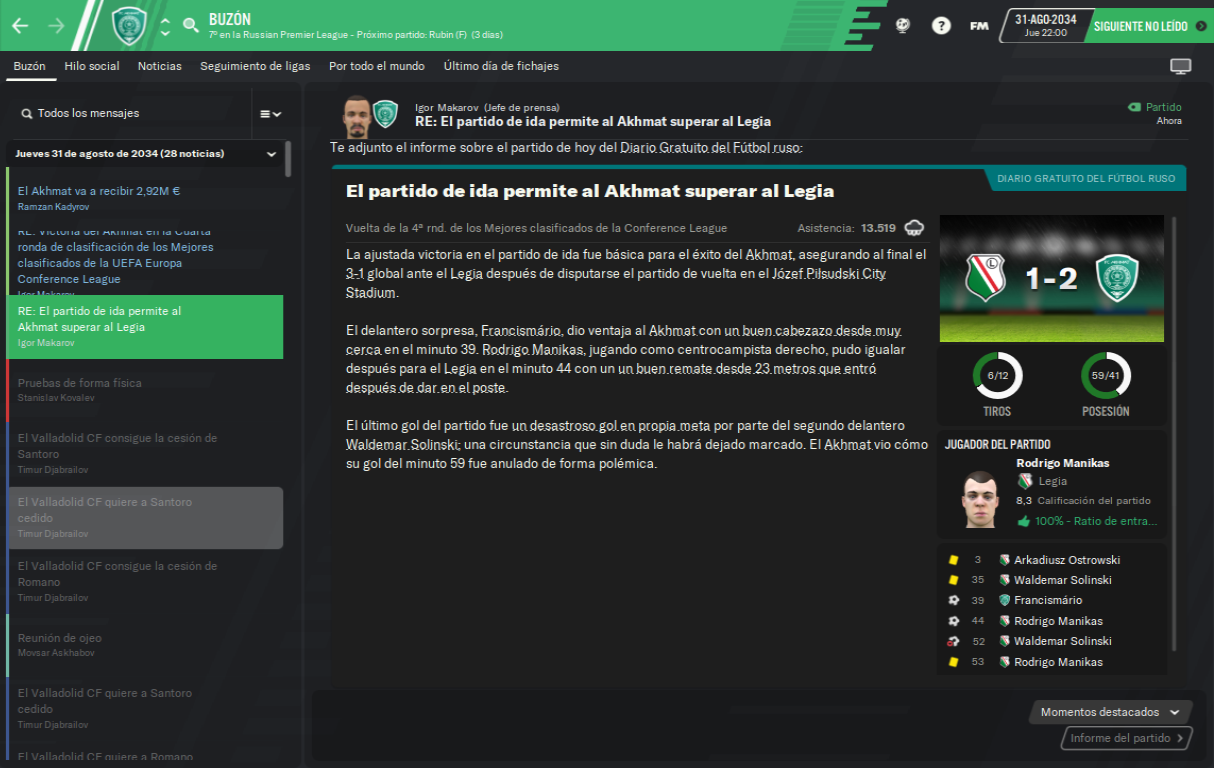 BUZÓN
7º en la Russian Premier League - Próximo partido: Rubin (F) (3 días)
?
FM
31-AGO-2034
Jue 22:00
SIGUIENTE NO LEÍDO
Buzón
Hilo social
Noticias
Seguimiento de ligas
Por todo el mundo
Último día de fichajes
Todos los mensajes
Jueves 31 de agosto de 2034 (28 noticias)
El Akhmat va a recibir 2,92M €
Ramzan Kadyrov
RE: Victoria del Akhmat en la Cuarta
ronda de clasificación de los Mejores
clasificados de la UEFA Europa
Conference League
Igor Makarov
RE: El partido de ida permite al
Akhmat superar al Legia
Igor Makarov
Pruebas de forma física
Stanislav Kovalev
El Valladolid CF consigue la cesión de
Santoro
Timur Djabrailov
El Valladolid CF quiere a Santoro
cedido
Timur Djabrailov
El Valladolid CF consigue la cesión de
Romano
Timur Djabrailov
Reunión de ojeo
Movsar Askhabov
El Valladolid CF quiere a Santoro
cedido
Timur Djabrailov
El Valladolid CF quiere a Romano
Igor Makarov (Jefe de prensa)
RE: El partido de ida permite al Akhmat superar al Legia
Partido
Ahora
Te adjunto el informe sobre el partido de hoy del Diario Gratuito del Fútbol ruso:
DIARIO GRATUITO DEL FÚTBOL RUSO
El partido de ida permite al Akhmat superar al Legia
Vuelta de la 4ª rnd. de los Mejores clasificados de la Conference League
Asistencia: 13.519
La ajustada victoria en el partido de ida fue básica para el éxito del Akhmat, asegurando al final el
3-1 global ante el Legia después de disputarse el partido de vuelta en el Józef Piłsudski City
Stadium.
El delantero sorpresa, Francismário, dio ventaja al Akhmat con un buen cabezazo desde muy
cerca en el minuto 39. Rodrigo Manikas, jugando como centrocampista derecho, pudo igualar
después para el Legia en el minuto 44 con un un buen remate desde 23 metros que entró
después de dar en el poste.
El último gol del partido fue un desastroso gol en propia meta por parte del segundo delantero
Waldemar Solinski; una circunstancia que sin duda le habrá dejado marcado. El Akhmat vio cómo
su gol del minuto 59 fue anulado de forma polémica.
1-2
6/12
TIROS
59/41
POSESIÓN
JUGADOR DEL PARTIDO
Rodrigo Manikas
Legia
8,3 Calificación del partido
100% - Ratio de entra...
3 Arkadiusz Ostrowski
35 Waldemar Solinski
39 Francismário
44 Rodrigo Manikas
52 Waldemar Solinski
53 Rodrigo Manikas
Momentos destacados
Informe del partido